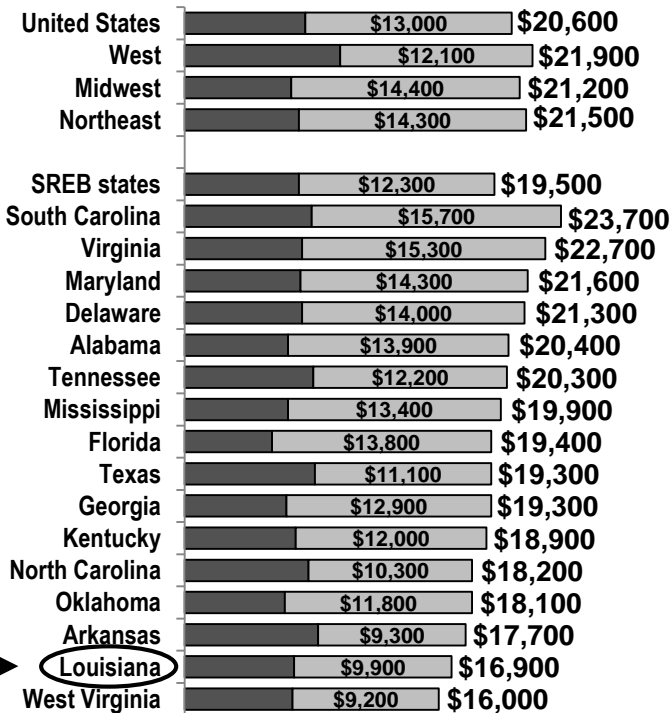 United States $13,000 $20,600
West $12,100 $21,900
Midwest $14,400 $21,200
Northeast $14,300 $21,500
SREB states $12,300 $19,500
South Carolina $15,700 $23,700
Virginia $15,300 $22,700
Maryland $14,300 $21,600
Delaware $14,000 $21,300
Alabama $13,900 $20,400
Tennessee $12,200 $20,300
Mississippi $13,400 $19,900
Florida $13,800 $19,400
Texas $11,100 $19,300
Georgia $12,900 $19,300
Kentucky $12,000 $18,900
North Carolina $10,300 $18,200
Oklahoma $11,800 $18,100
Arkansas $9,300 $17,700
Louisiana $9,900 $16,900
West Virginia $9,200 $16,000